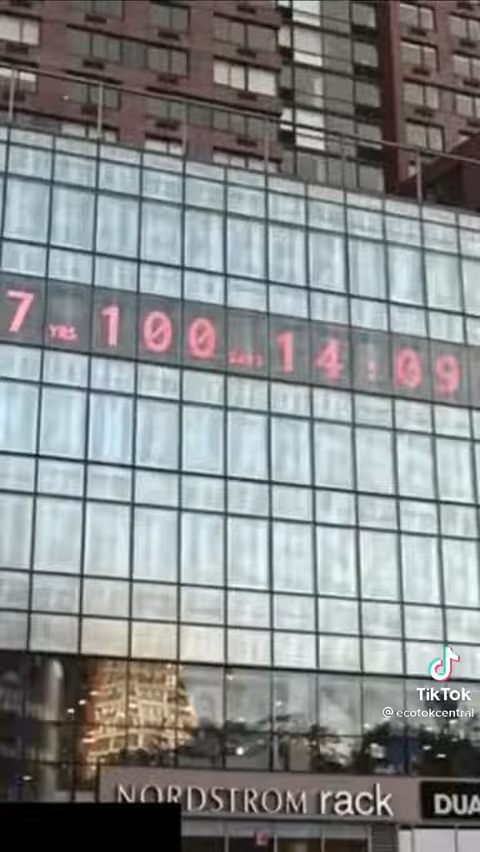 7 YRS 100 DAYS 14:09
TikTok
@ecotokcentral
NORDSTROM rack
DUA